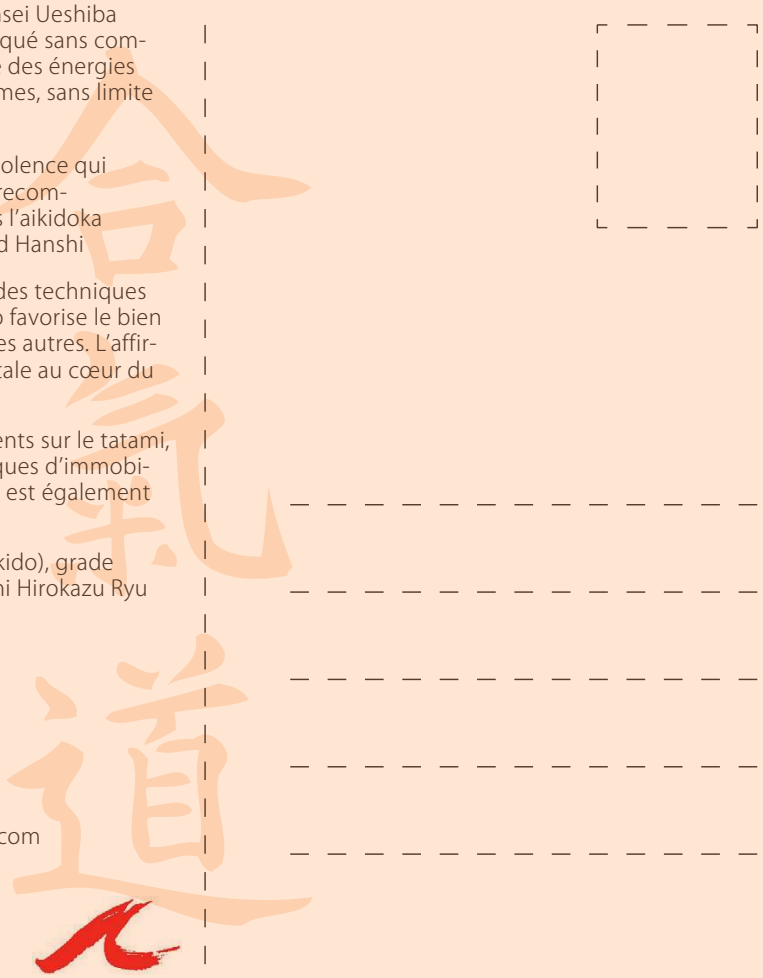 sei Ueshiba
qué sans com-
des énergies
mes, sans limite
olence qui
recom-
l'aikidoka
d Hanshi
des techniques
favorise le bien
es autres. L'affir-
tale au cœur du
ents sur le tatami,
ques d'immobi-
est également
kido), grade
ni Hirokazu Ryu
com
合
氣
道